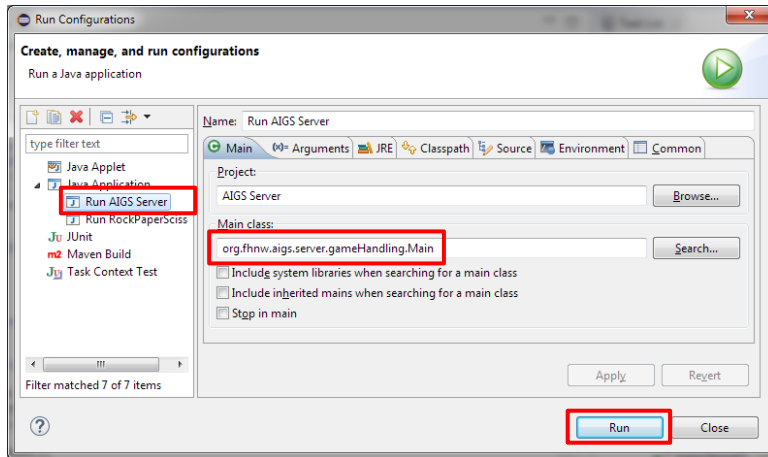 Run Configurations
Create, manage, and run configurations
Run a Java application
type filter text
Java Applet
Java Application
Run AIGS Server
Run RockPaperSciss
JUnit
Maven Build
Task Context Test
Filter matched 7 of 7 items
Name: Run AIGS Server
Main Arguments JRE Classpath Source Environment Common
Project:
AIGS Server Browse...
Main class:
org.fhnw.aigs.server.gameHandling.Main Search...
Include system libraries when searching for a main class
Include inherited mains when searching for a main class
Stop in main
Apply Revert
Run Close